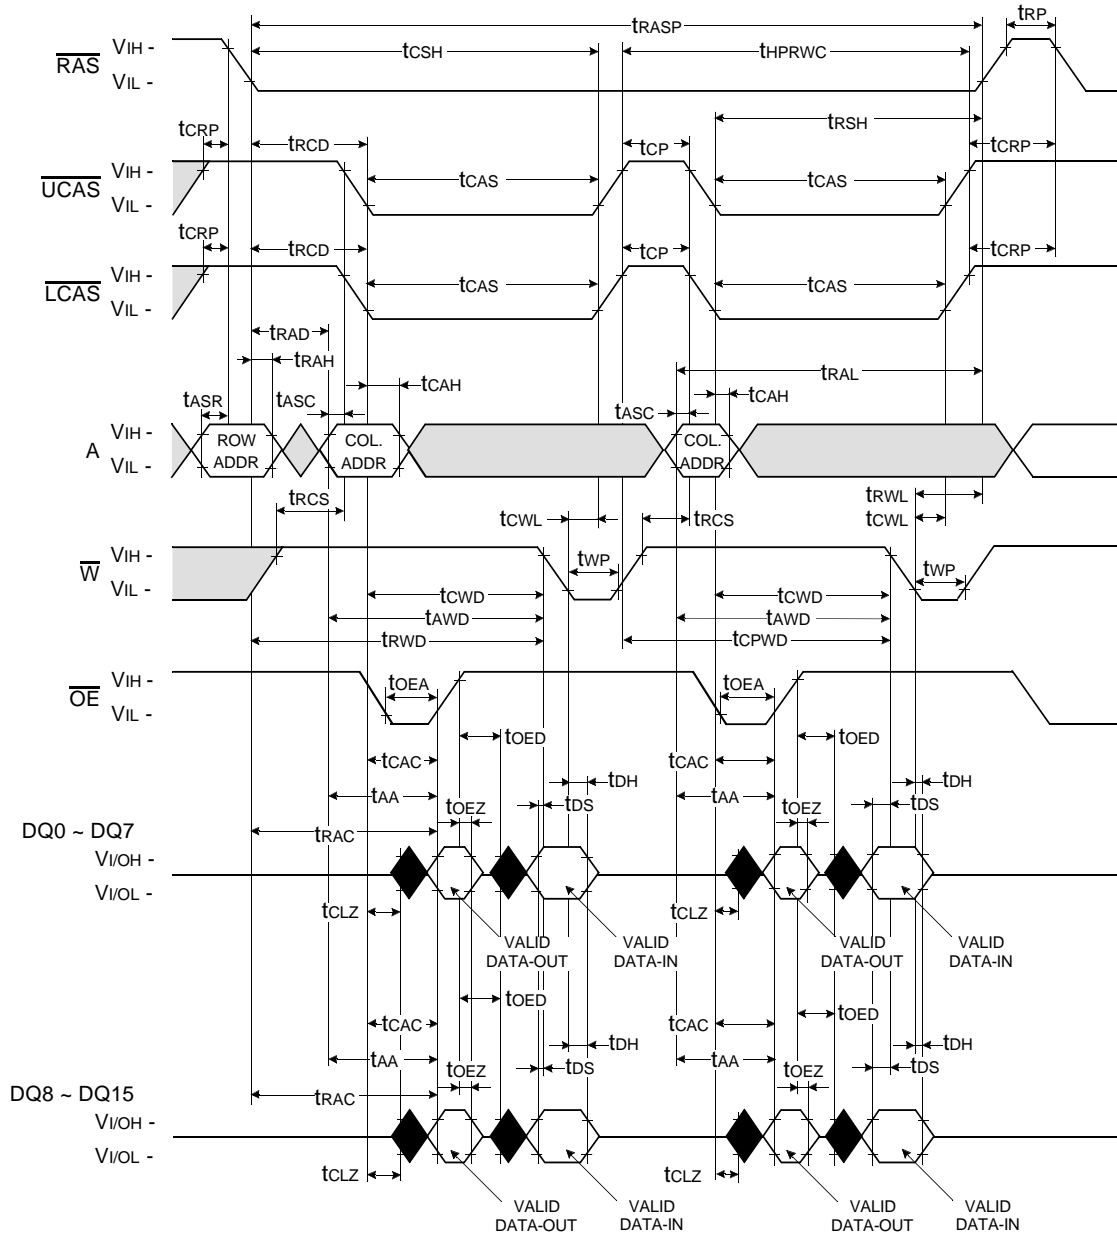 tRASP
tRP
VIH -
tCSH
tHPRWC
RAS
VIL -
tRSH
tCRP
tRCD
tCP
tCRP
VIH -
UCAS
tCAS
tCAS
VIL -
tCRP
tRCD
tCP
tCRP
VIH -
LCAS
tCAS
tCAS
VIL -
tRAD
tRAH
tCAH
tRAL
tASR
tASC
tASC
tCAH
VIH -
A
ROW
ADDR
COL.
ADDR
COL.
ADDR
VIL -
tRCS
tCWL
tRCS
tRWL
tCWL
VIH -
W
tWP
tWP
VIL -
tCWD
tCWD
tAWD
tAWD
tRWD
tCPWD
VIH -
OE
tOEA
tOEA
VIL -
tOED
tOED
tCAC
tCAC
tDH
tDH
tAA
tOEZ
tDS
tAA
tOEZ
tDS
DQ0 ~ DQ7
tRAC
VI/OH -
VI/OL -
tCLZ
tCLZ
VALID
DATA-OUT
VALID
DATA-IN
VALID
DATA-OUT
VALID
DATA-IN
tOED
tOED
tCAC
tCAC
tDH
tDH
tAA
tOEZ
tDS
tAA
tOEZ
tDS
DQ8 ~ DQ15
tRAC
VI/OH -
VI/OL -
tCLZ
tCLZ
VALID
DATA-OUT
VALID
DATA-IN
VALID
DATA-OUT
VALID
DATA-IN